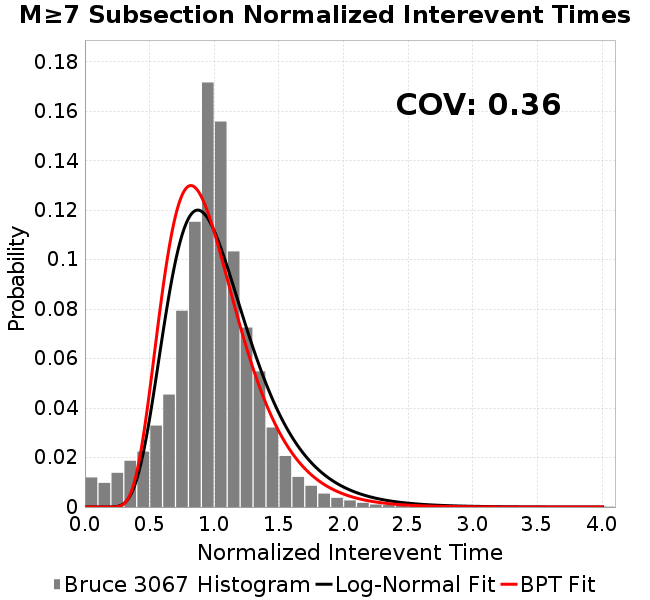 M≥7 Subsection Normalized Interevent Times
COV: 0.36
Probability
0.18
0.16
0.14
0.12
0.1
0.08
0.06
0.04
0.02
0
0.0 0.5 1.0 1.5 2.0 2.5 3.0 3.5 4.0
Normalized Interevent Time
Bruce 3067 Histogram Log-Normal Fit BPT Fit